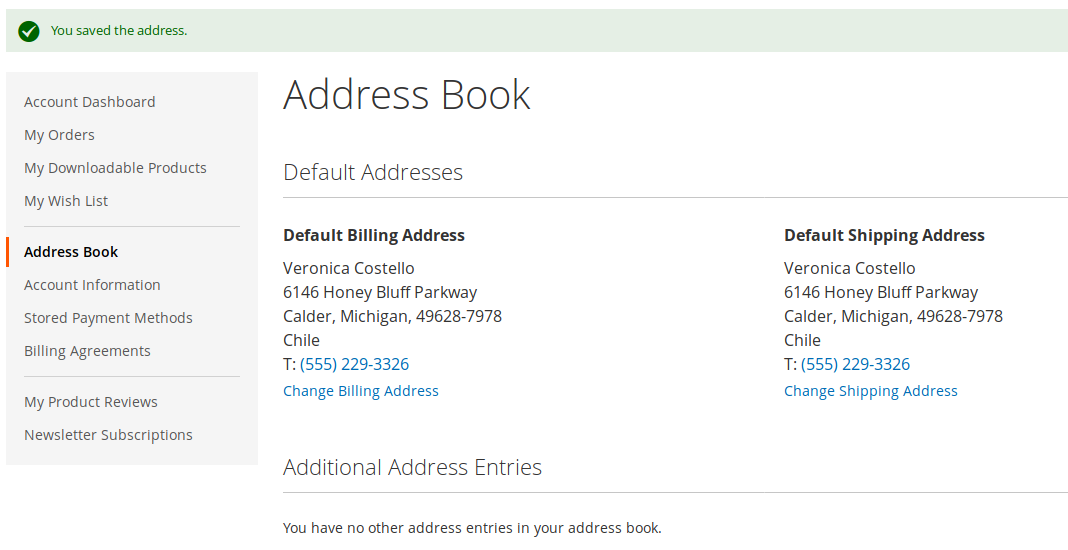 You saved the address.
Account Dashboard
My Orders
My Downloadable Products
My Wish List
Address Book
Account Information
Stored Payment Methods
Billing Agreements
My Product Reviews
Newsletter Subscriptions
Address Book
Default Addresses
Default Billing Address
Veronica Costello
6146 Honey Bluff Parkway
Calder, Michigan, 49628-7978
Chile
T: (555) 229-3326
Change Billing Address
Default Shipping Address
Veronica Costello
6146 Honey Bluff Parkway
Calder, Michigan, 49628-7978
Chile
T: (555) 229-3326
Change Shipping Address
Additional Address Entries
You have no other address entries in your address book.